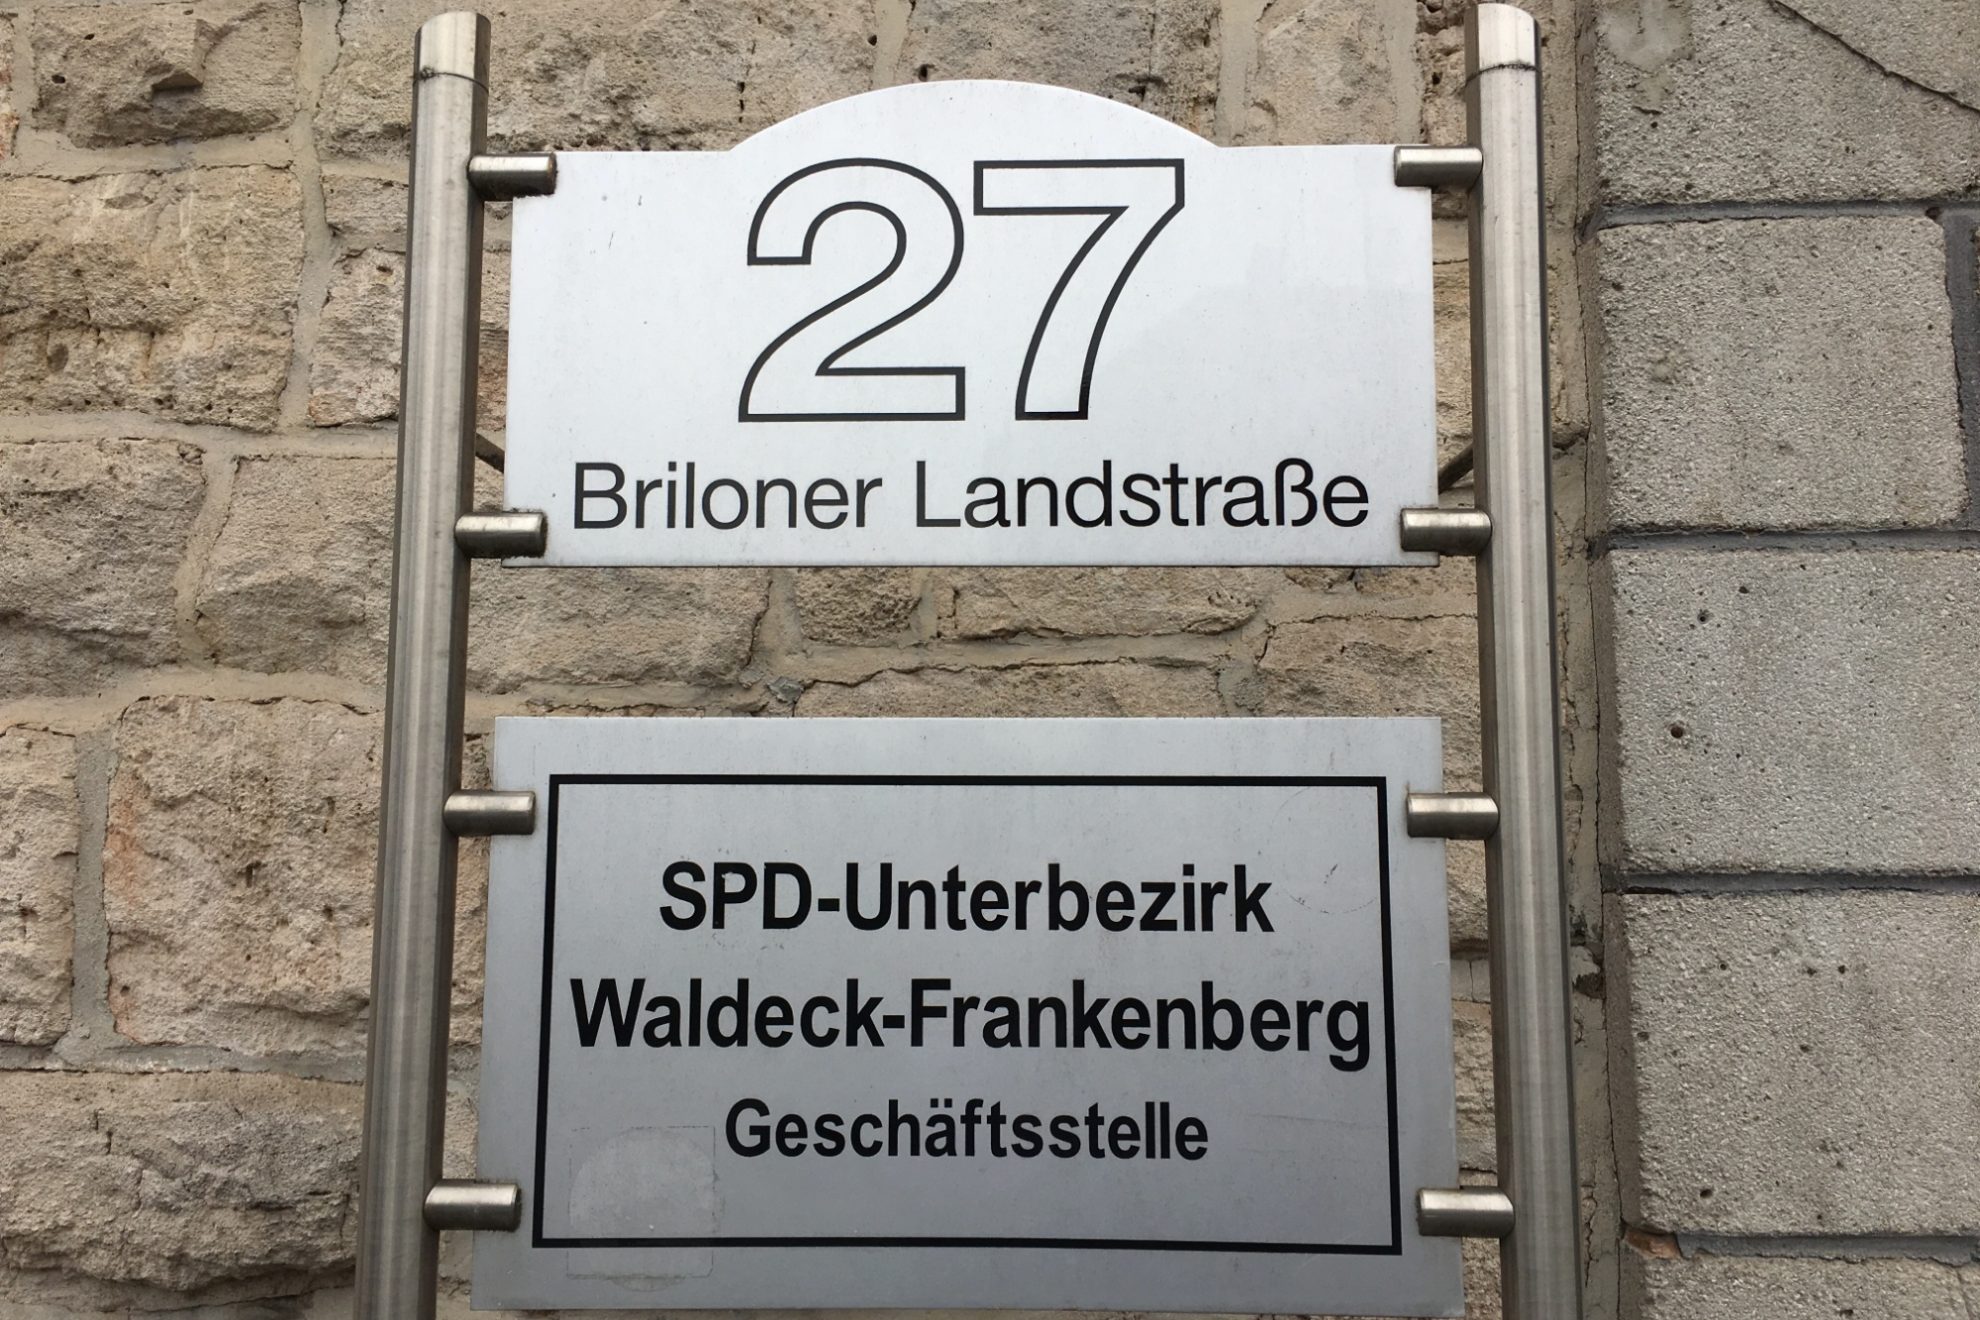 27
Briloner Landstraße
SPD-Unterbezirk
Waldeck-Frankenberg
Geschäftsstelle